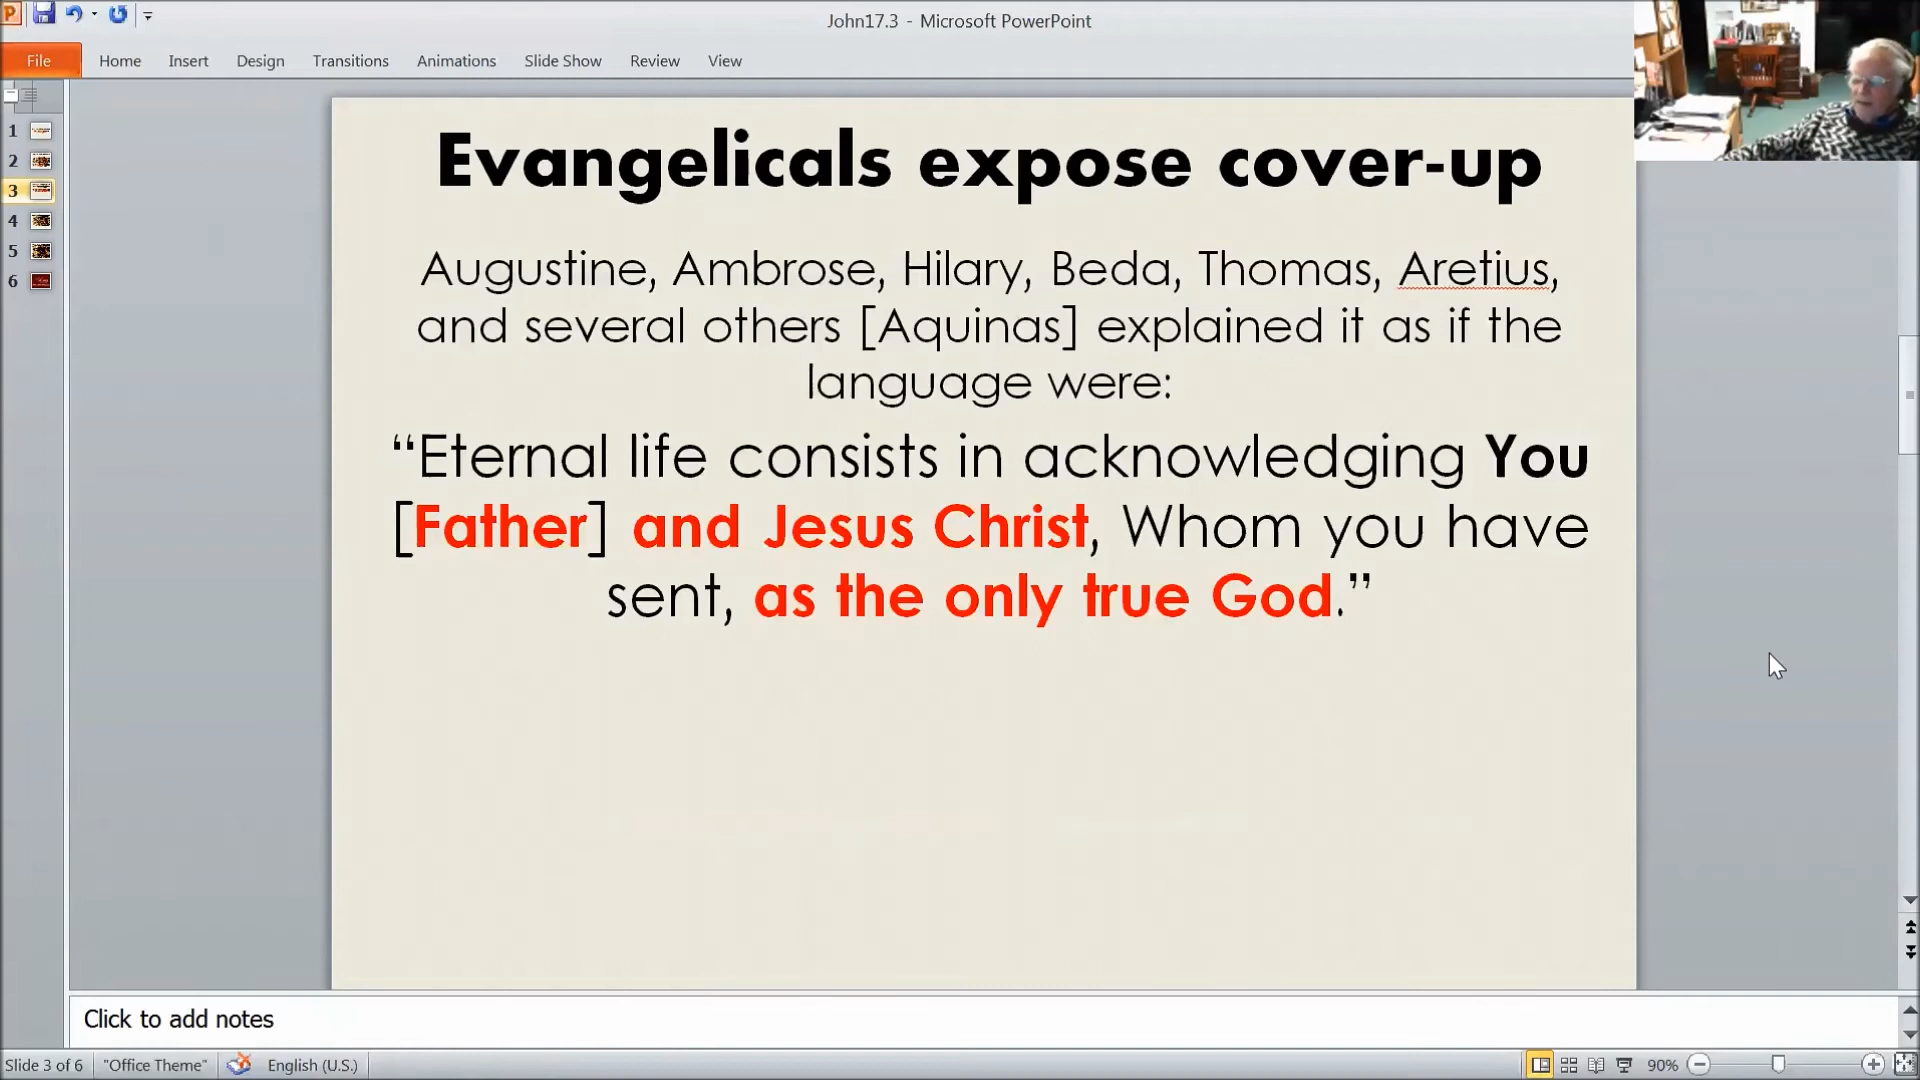 John17.3 - Microsoft PowerPoint
File Home Insert Design Transitions Animations Slide Show Review View
1
2
3
4
5
6
Evangelicals expose cover-up
Augustine, Ambrose, Hilary, Beda, Thomas, Aretius,
and several others [Aquinas] explained it as if the
language were:
“Eternal life consists in acknowledging You
[Father] and Jesus Christ, Whom you have
sent, as the only true God.”
Click to add notes
Slide 3 of 6 "Office Theme" English (U.S.) 90%